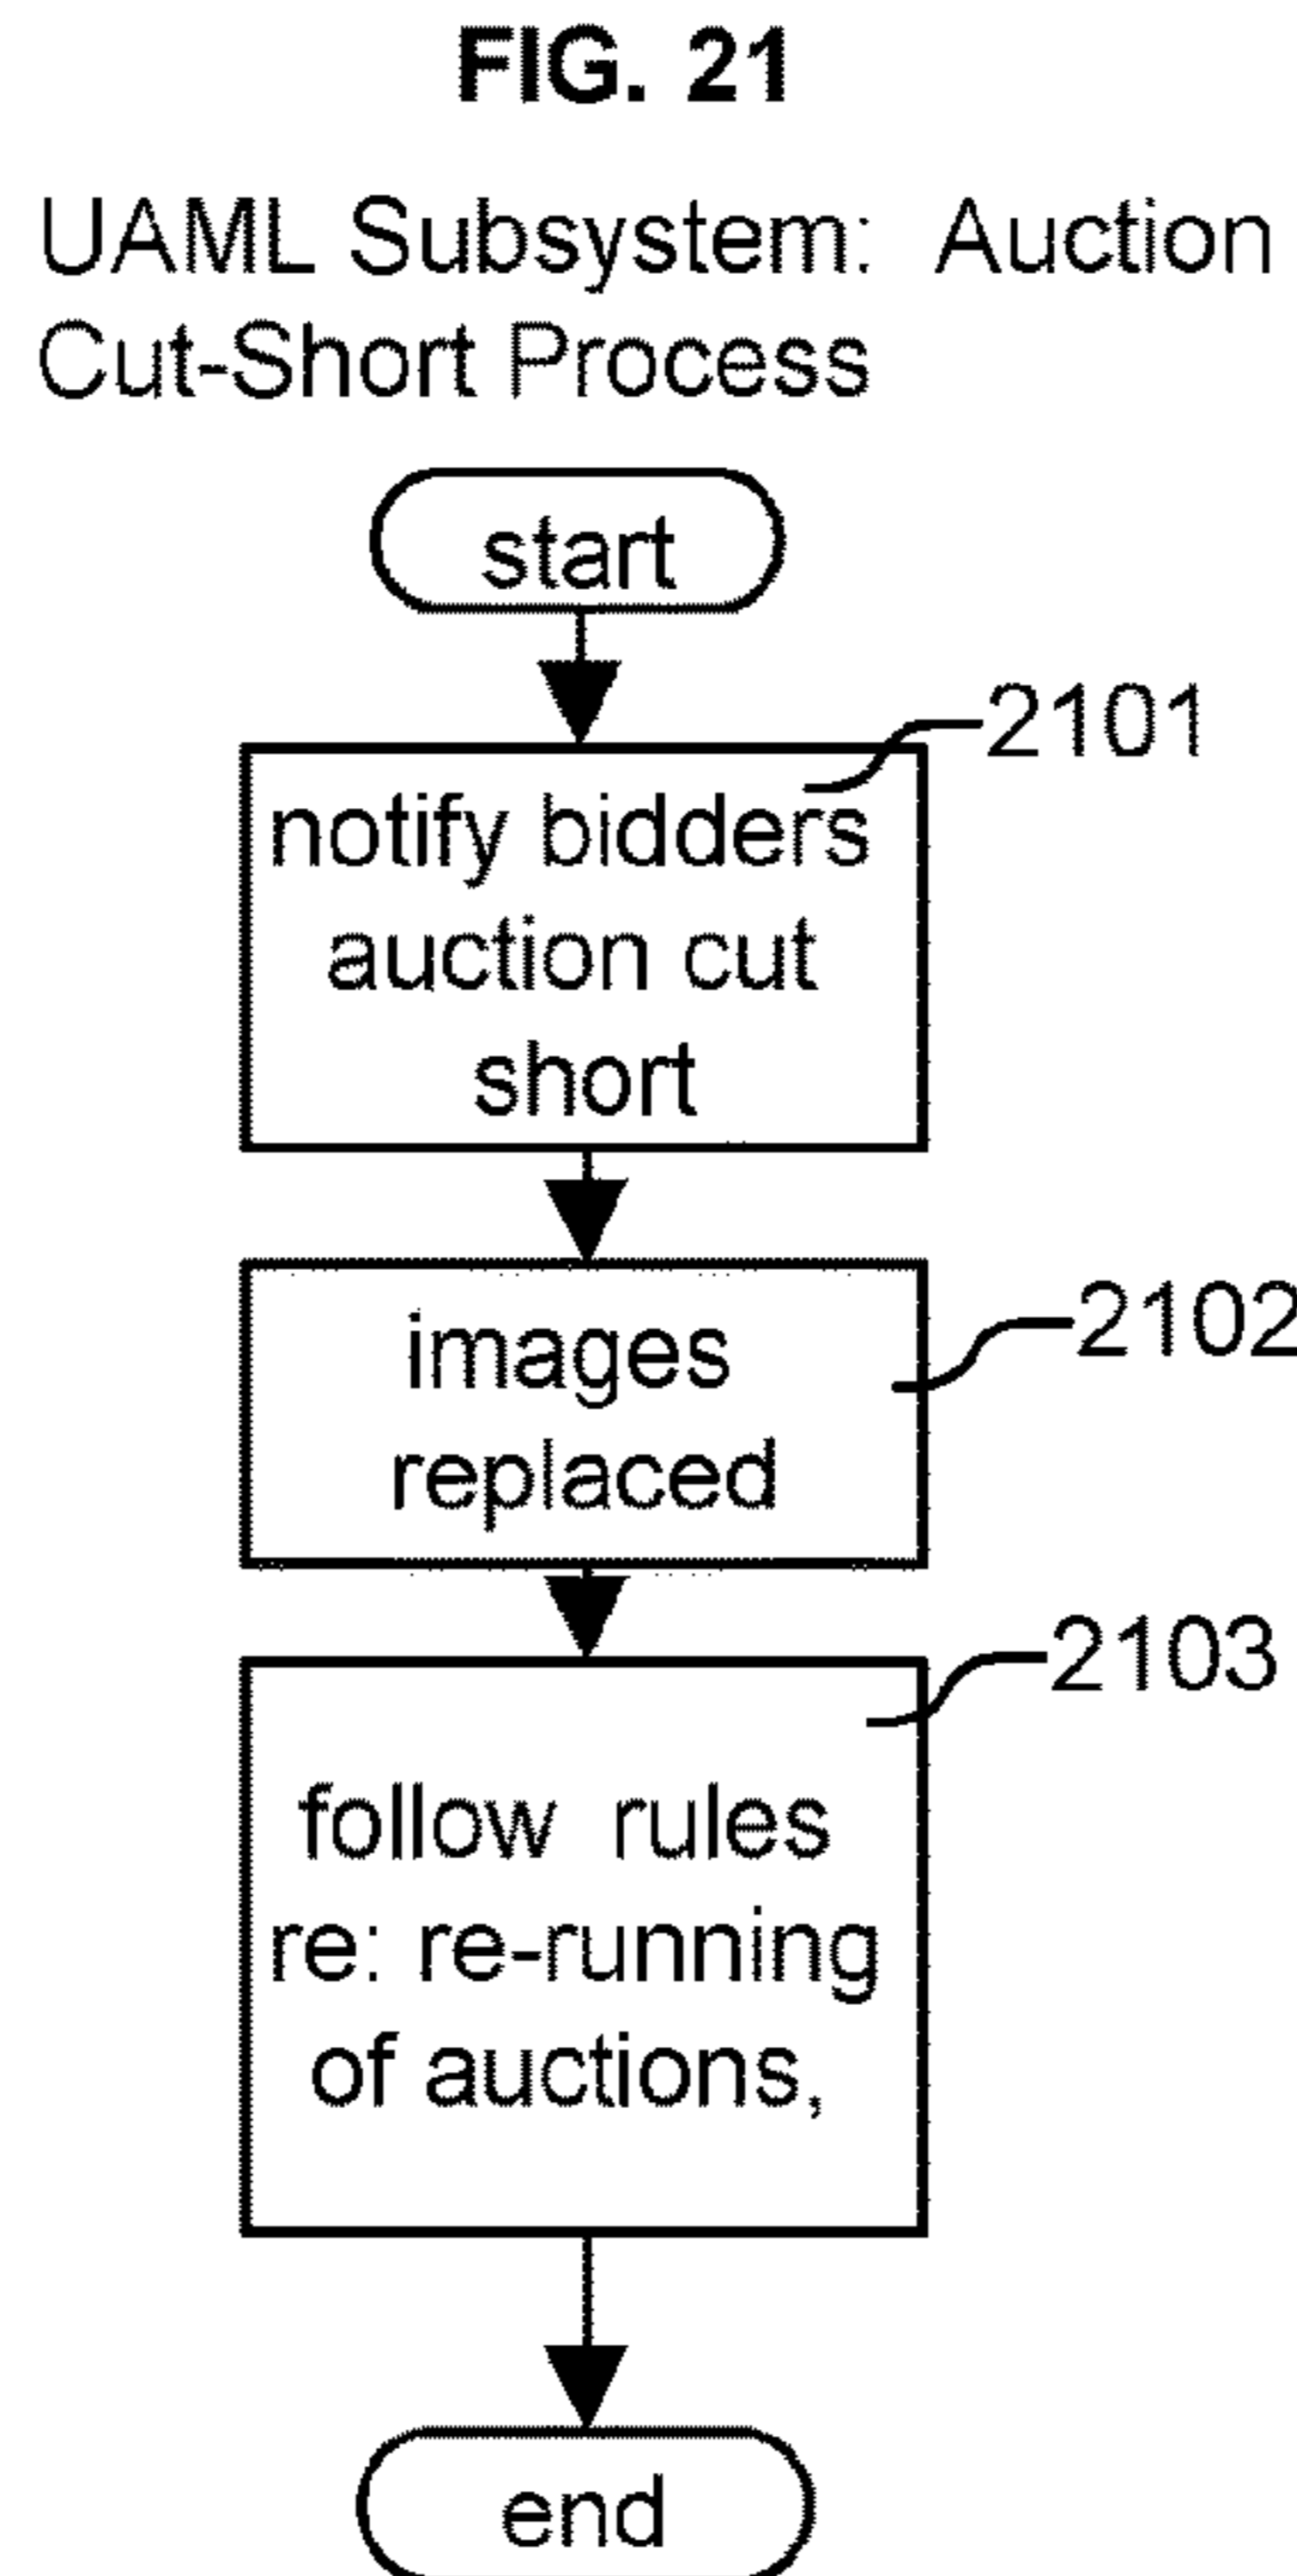 FIG. 21
UAML Subsystem: Auction
Cut-Short Process
start
2101
notify bidders
auction cut
short
2102
images
replaced
2103
follow rules
re: re-running
of auctions,
end